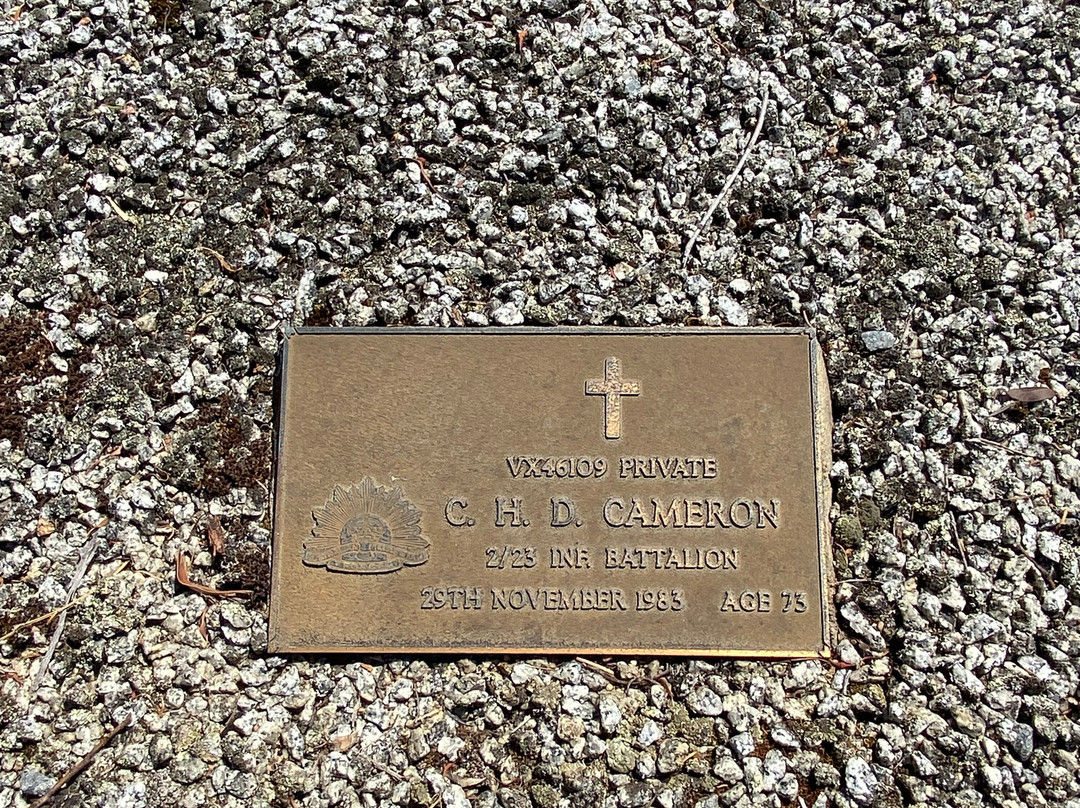 VX46109 PRIVATE
C. H. D. CAMERON
2/23 INF. BATTALION
29TH NOVEMBER 1983 AGE 73